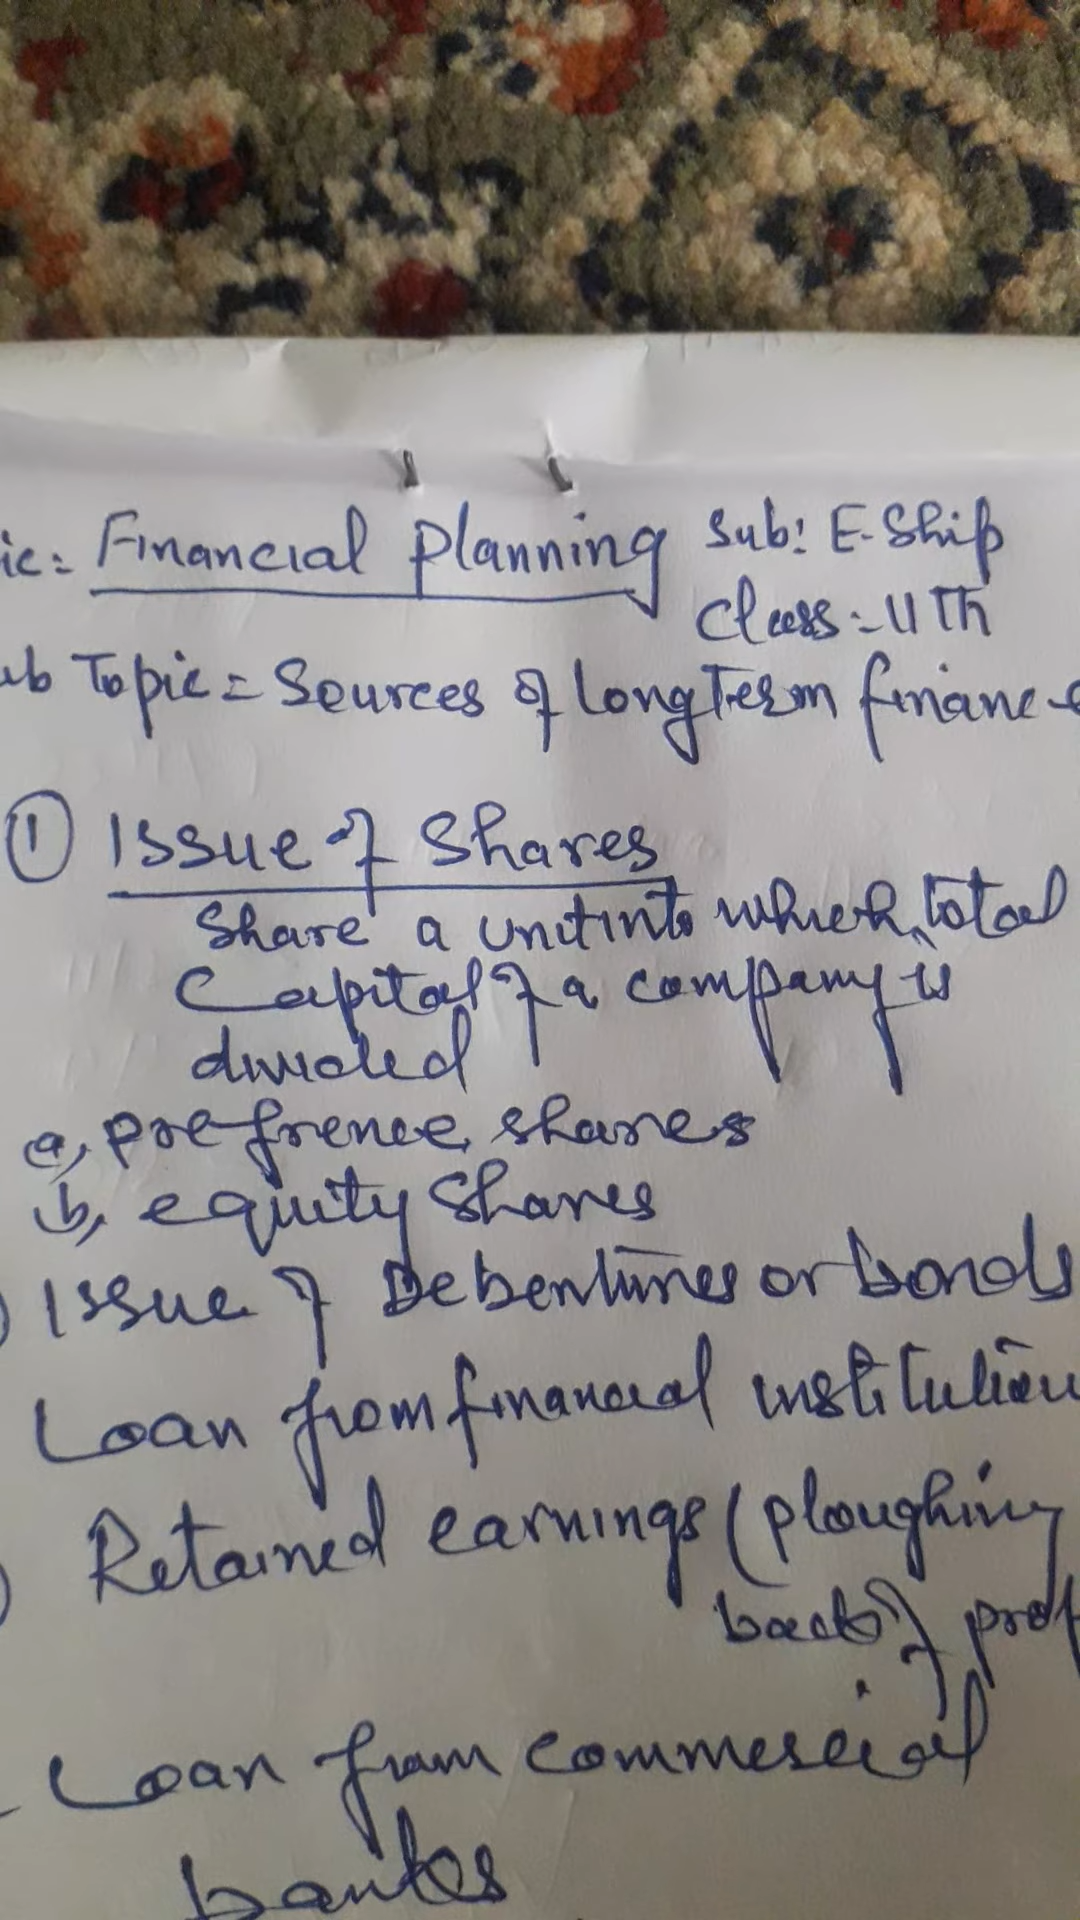 ic: Financial Planning Sub: E-Ship
Class:- 11Th
ub Topic = Sources of long Term finance
① Issue of Shares
Share a unit into which total
Capital of a company is
divided
a, prefrence shares
b, equity Shares
) Issue of Debentures or bonds
Loan from financial institution
) Retained earnings (ploughing
back of prof
Loan from commercial
banks